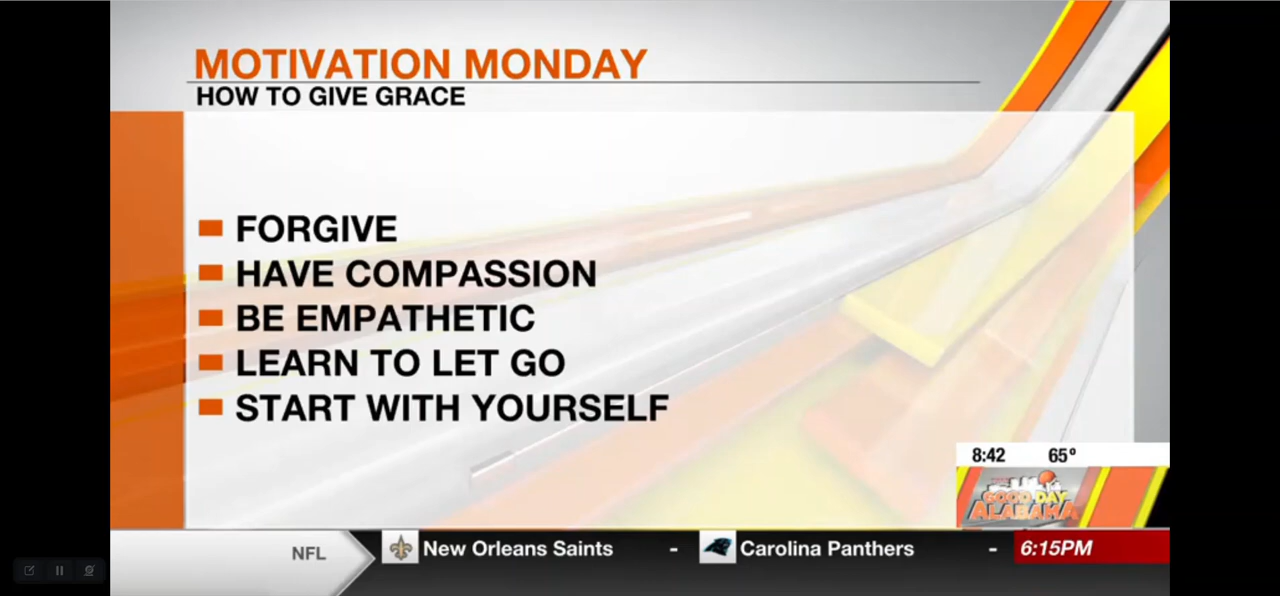 MOTIVATION MONDAY
HOW TO GIVE GRACE
FORGIVE
HAVE COMPASSION
BE EMPATHETIC
LEARN TO LET GO
START WITH YOURSELF
8:42 65°
GOOD DAY
ALABAMA
NFL New Orleans Saints - Carolina Panthers - 6:15PM